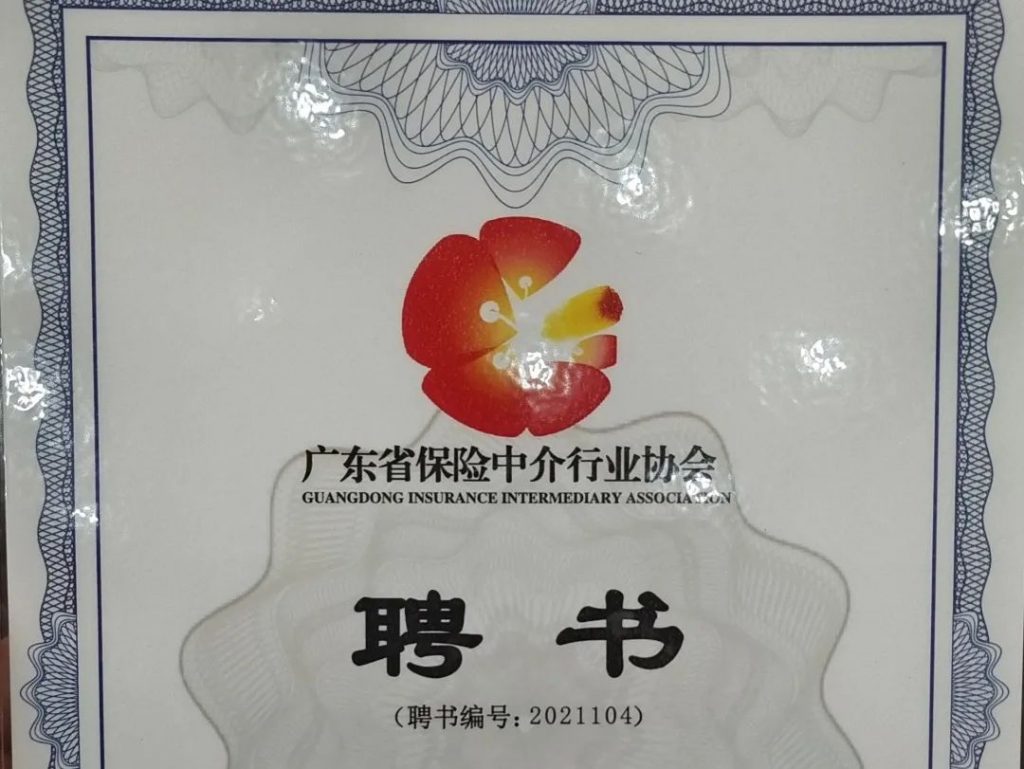 广东省保险中介行业协会
GUANGDONG INSURANCE INTERMEDIARY ASSOCIATION
聘书
(聘书编号: 2021104)